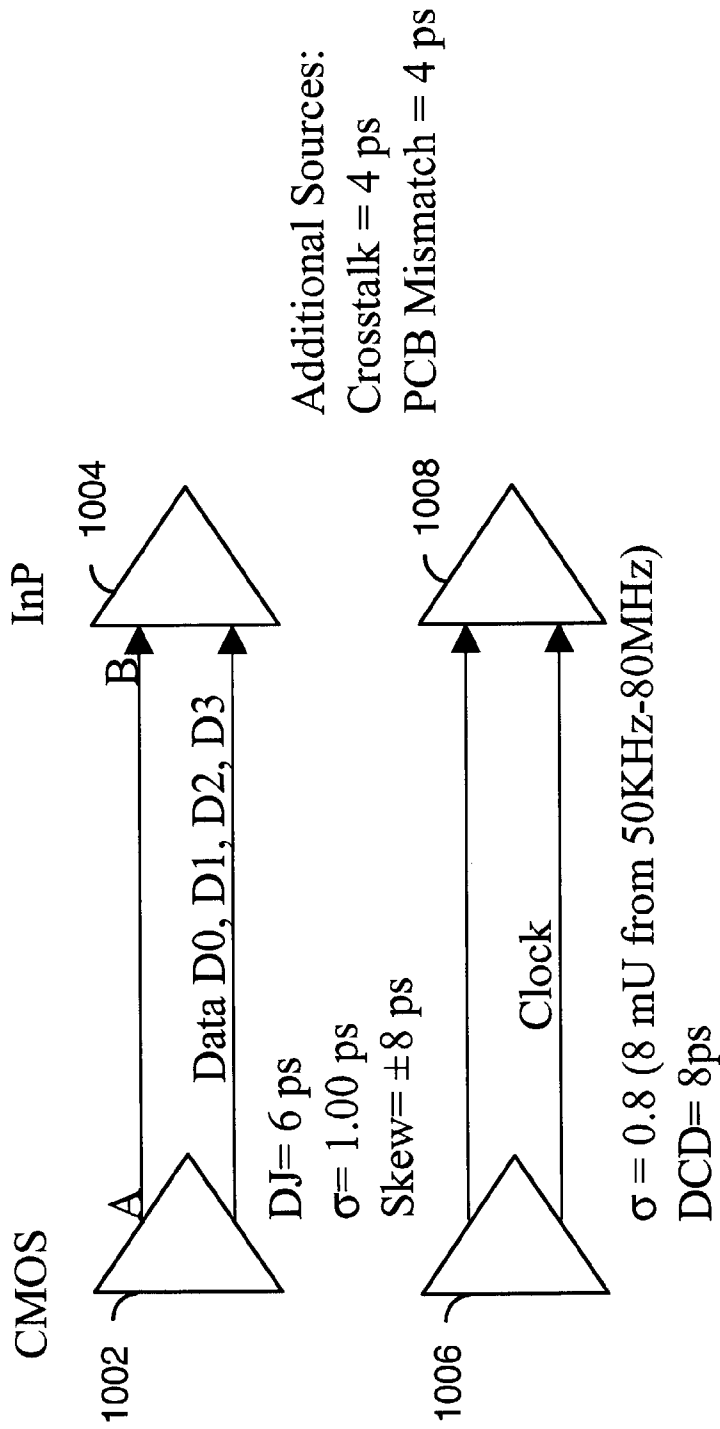 CMOS
InP
1002
A
B
1004
Data D0, D1, D2, D3
DJ= 6 ps
σ= 1.00 ps
Skew= ±8 ps
Additional Sources:
Crosstalk = 4 ps
PCB Mismatch = 4 ps
1006
1008
Clock
σ = 0.8 (8 mU from 50KHz-80MHz)
DCD= 8ps